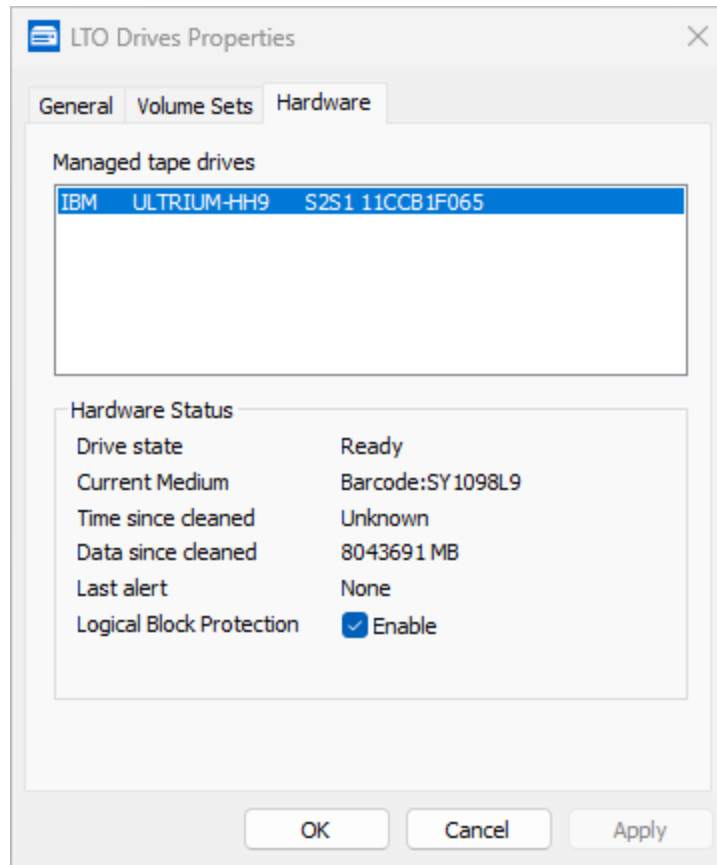 LTO Drives Properties
General Volume Sets Hardware
Managed tape drives
IBM ULTRIUM-HH9 S2S1 11CCB1F065
Hardware Status
Drive state Ready
Current Medium Barcode:SY1098L9
Time since cleaned Unknown
Data since cleaned 8043691 MB
Last alert None
Logical Block Protection Enable
OK Cancel Apply